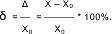 δ = Δ / X₀ = X – X₀ / X₀ * 100%.